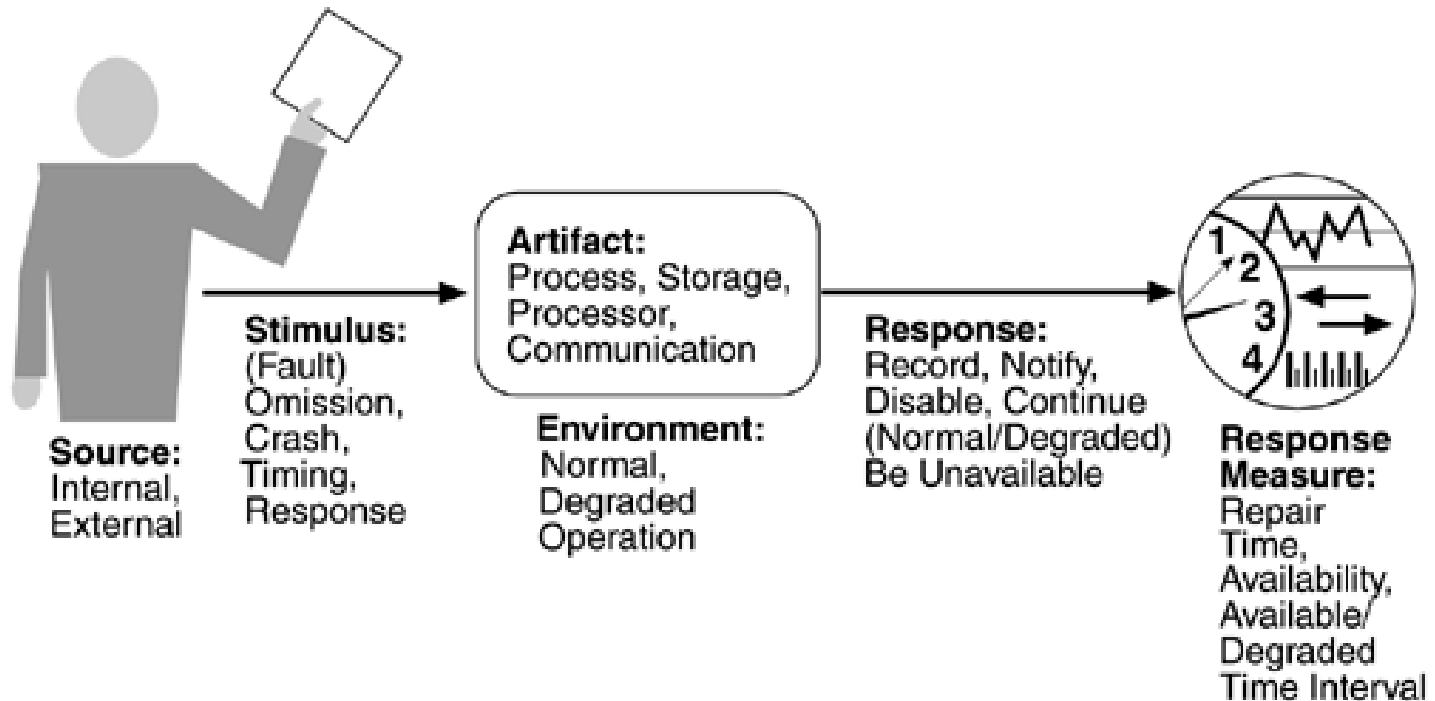 Source:
Internal,
External
Stimulus:
(Fault)
Omission,
Crash,
Timing,
Response
Artifact:
Process, Storage,
Processor,
Communication
Environment:
Normal,
Degraded
Operation
Response:
Record, Notify,
Disable, Continue
(Normal/Degraded)
Be Unavailable
1
2
3
4
Response
Measure:
Repair
Time,
Availability,
Available/
Degraded
Time Interval